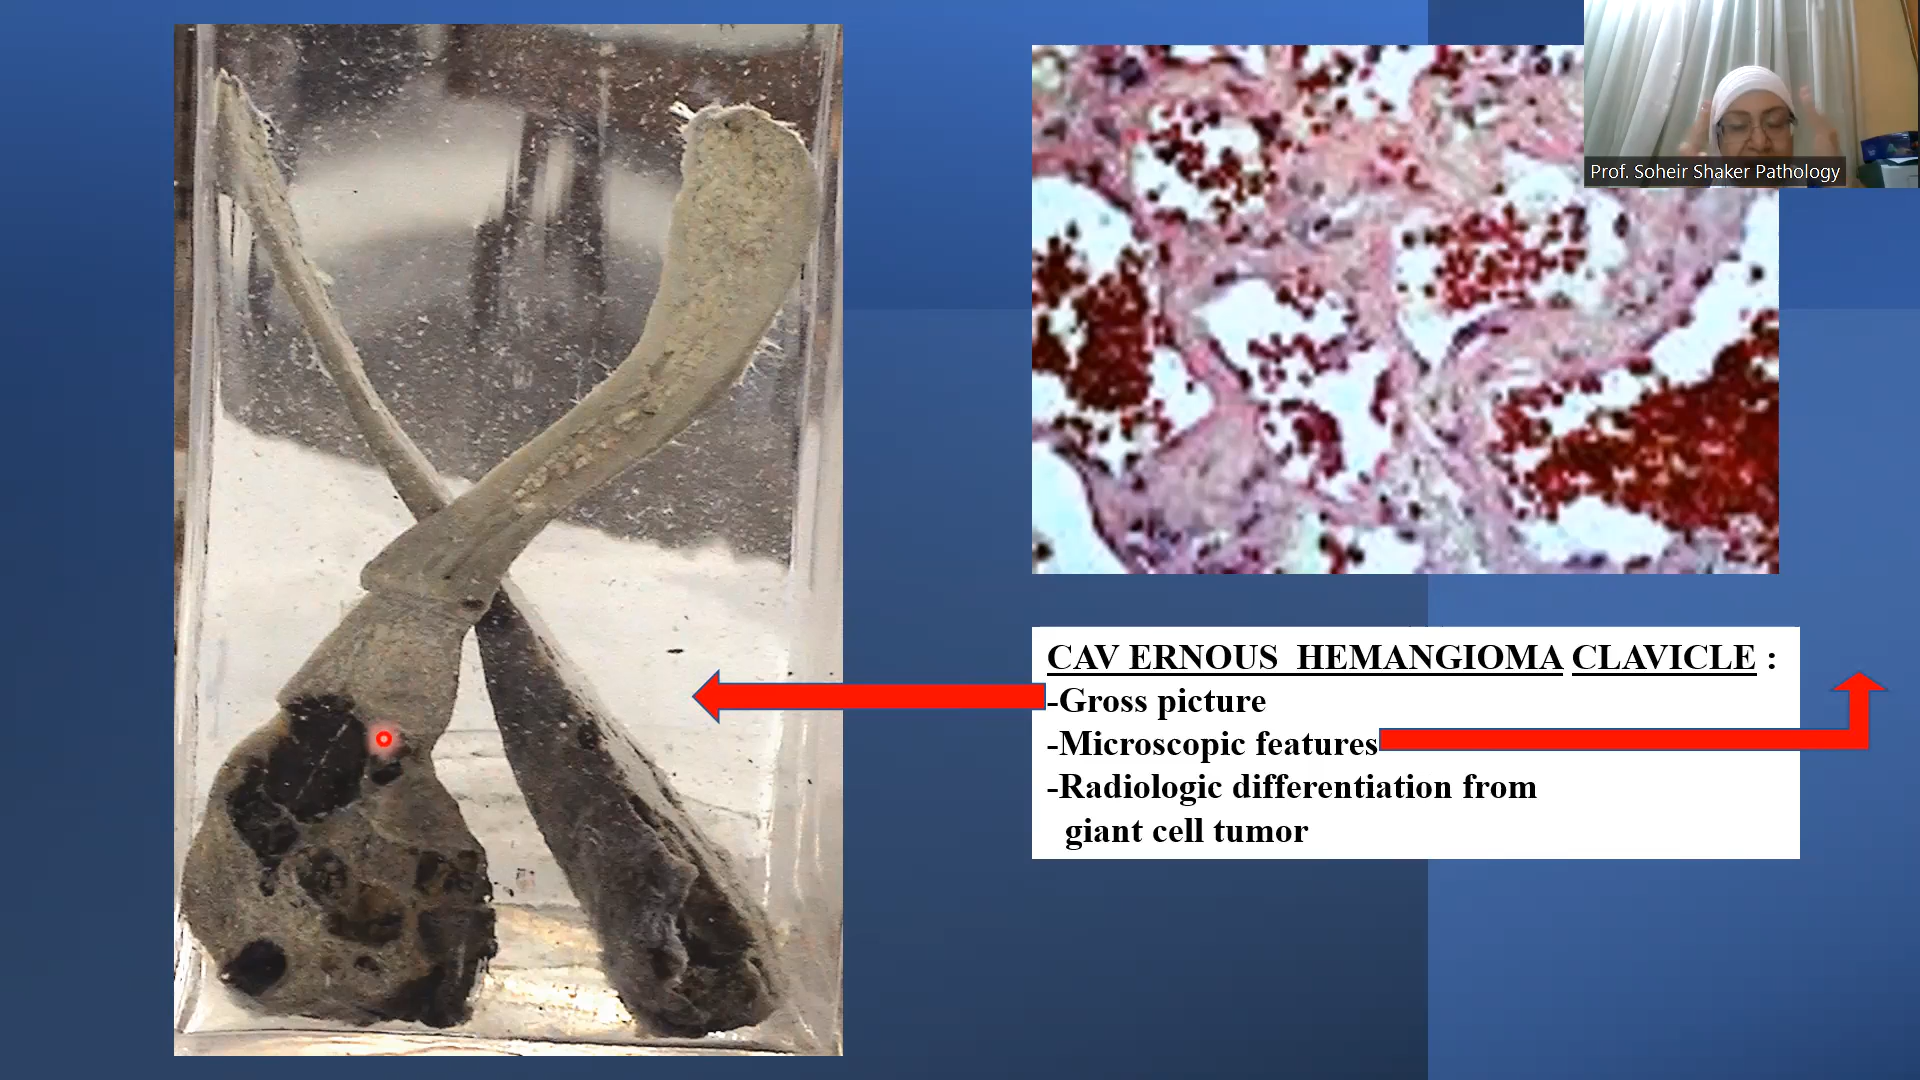 Prof. Soheir Shaker Pathology
CAV ERNOUS HEMANGIOMA CLAVICLE :
-Gross picture
-Microscopic features
-Radiologic differentiation from
giant cell tumor